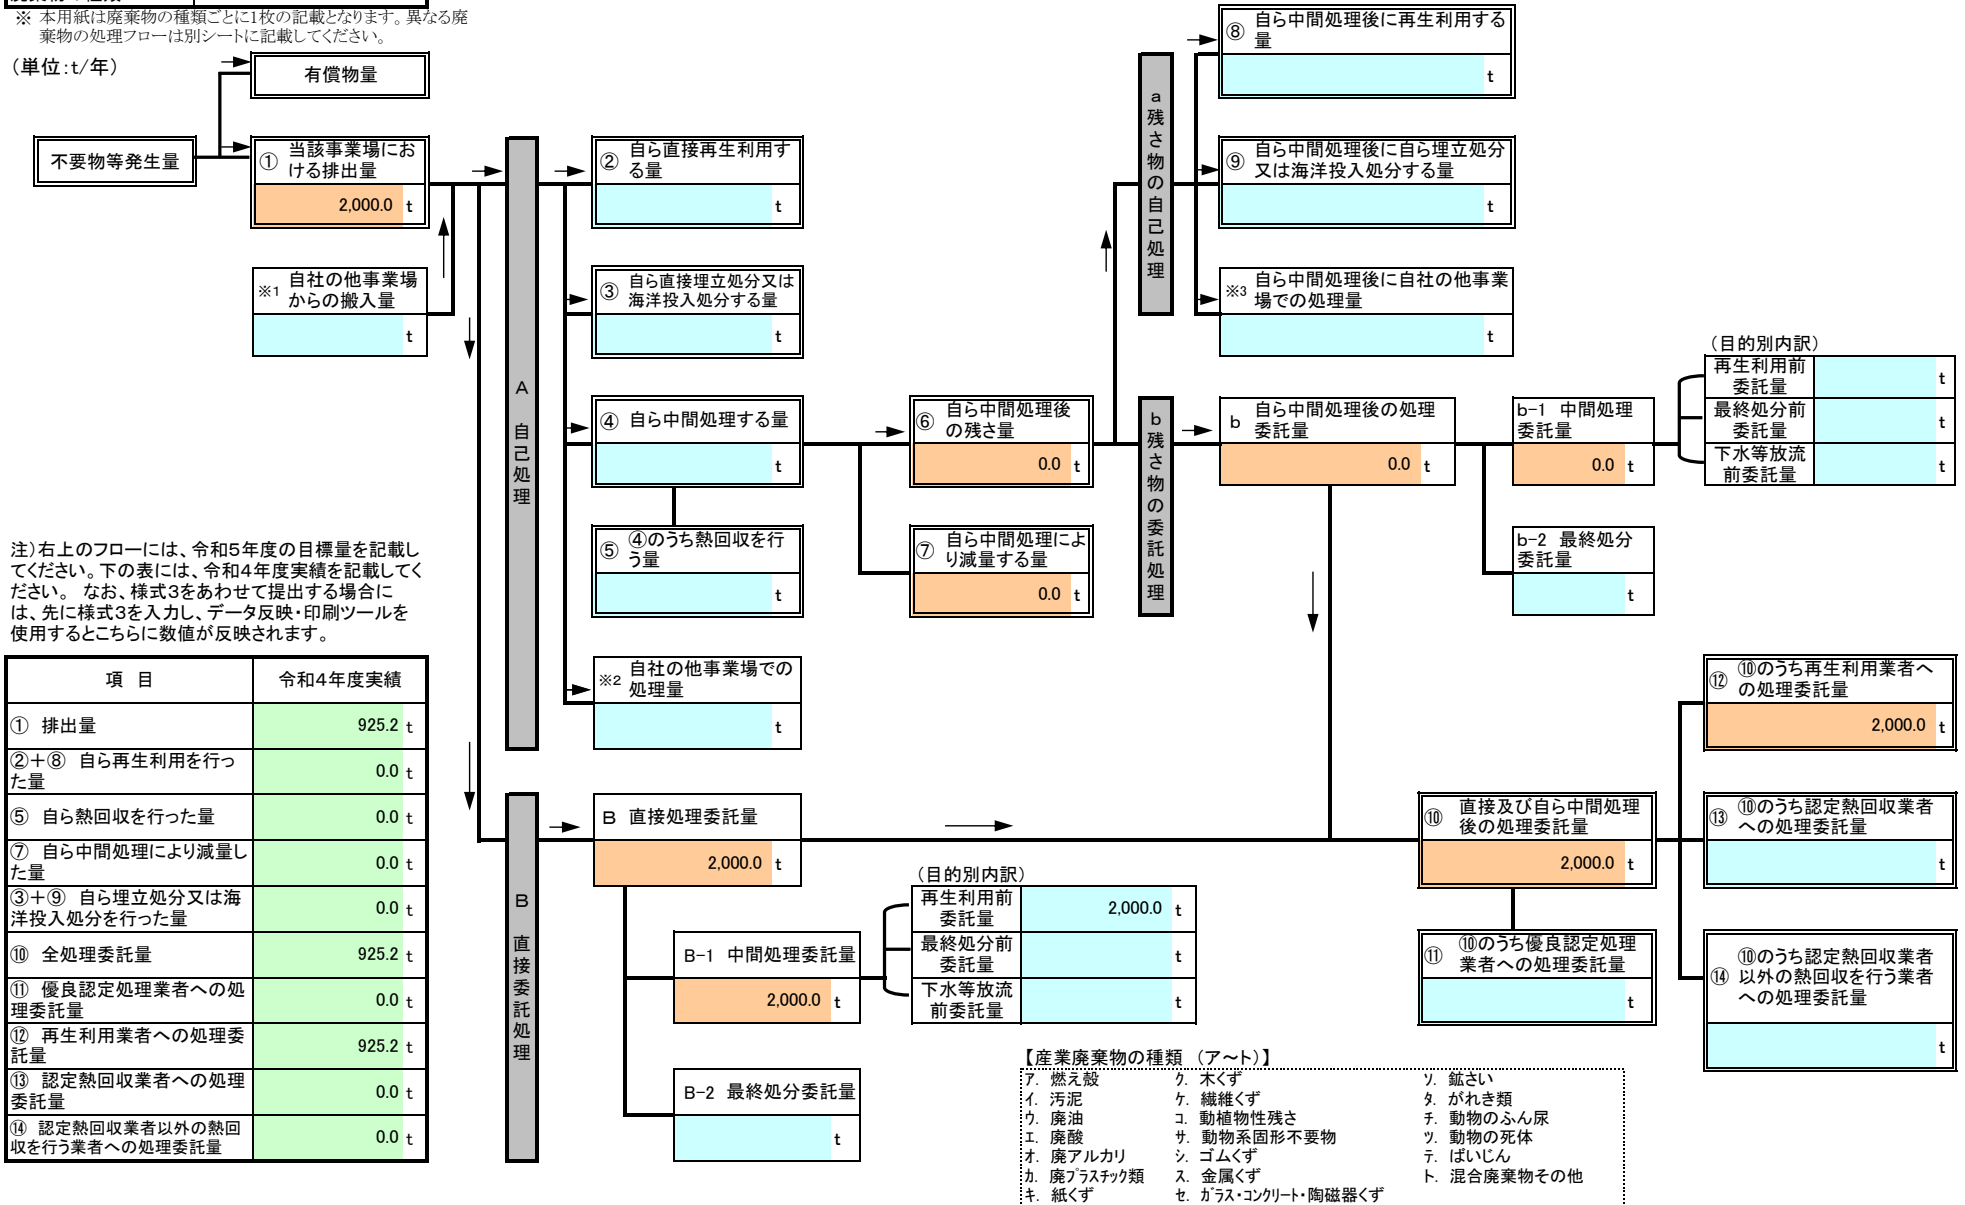 ※ 本用紙は廃棄物の種類ごとに1枚の記載となります。異なる廃
棄物の処理フローは別シートに記載してください。
(単位:t/年)
有償物量
不要物等発生量
① 当該事業場にお
ける排出量
2,000.0 t
※1 自社の他事業場
からの搬入量
t
A 自己処理
② 自ら直接再生利用す
る量
t
③ 自ら直接埋立処分又は
海洋投入処分する量
t
④ 自ら中間処理する量
t
⑤ ④のうち熱回収を行
う量
t
※2 自社の他事業場での
処理量
t
⑥ 自ら中間処理後
の残さ量
0.0 t
⑦ 自ら中間処理によ
り減量する量
0.0 t
a 残さ物の自己処理
⑧ 自ら中間処理後に再生利用する
量
t
⑨ 自ら中間処理後に自ら埋立処分
又は海洋投入処分する量
t
※3 自ら中間処理後に自社の他事業
場での処理量
t
b 残さ物の委託処理
b 自ら中間処理後の処理
委託量
0.0 t
b-1 中間処理
委託量
0.0 t
b-2 最終処分
委託量
t
(目的別内訳)
再生利用前
委託量
t
最終処分前
委託量
t
下水等放流
前委託量
t
注)右上のフローには、令和5年度の目標量を記載し
てください。下の表には、令和4年度実績を記載してく
ださい。 なお、様式3をあわせて提出する場合に
は、先に様式3を入力し、データ反映・印刷ツールを
使用するとこちらに数値が反映されます。
項 目 令和4年度実績
① 排出量 925.2 t
②+⑧ 自ら再生利用を行っ
た量 0.0 t
⑤ 自ら熱回収を行った量 0.0 t
⑦ 自ら中間処理により減量し
た量 0.0 t
③+⑨ 自ら埋立処分又は海
洋投入処分を行った量 0.0 t
⑩ 全処理委託量 925.2 t
⑪ 優良認定処理業者への処
理委託量 0.0 t
⑫ 再生利用業者への処理委
託量 925.2 t
⑬ 認定熱回収業者への処理
委託量 0.0 t
⑭ 認定熱回収業者以外の熱回
収を行う業者への処理委託量 0.0 t
B 直接委託処理
B 直接処理委託量
2,000.0 t
B-1 中間処理委託量
2,000.0 t
B-2 最終処分委託量
t
(目的別内訳)
再生利用前
委託量
2,000.0 t
最終処分前
委託量
t
下水等放流
前委託量
t
⑩ 直接及び自ら中間処理
後の処理委託量
2,000.0 t
⑪ ⑩のうち優良認定処理
業者への処理委託量
t
⑫ ⑩のうち再生利用業者へ
の処理委託量
2,000.0 t
⑬ ⑩のうち認定熱回収業者
への処理委託量
t
⑭ ⑩のうち認定熱回収業者
以外の熱回収を行う業者
への処理委託量
t
【産業廃棄物の種類 (ア~ト)】
ア. 燃え殻 ク. 木くず ソ. 鉱さい
イ. 汚泥 ケ. 繊維くず タ. がれき類
ウ. 廃油 コ. 動植物性残さ チ. 動物のふん尿
エ. 廃酸 サ. 動物系固形不要物 ツ. 動物の死体
オ. 廃アルカリ シ. ゴムくず テ. ばいじん
カ. 廃プラスチック類 ス. 金属くず ト. 混合廃棄物その他
キ. 紙くず セ. ガラス・コンクリート・陶磁器くず